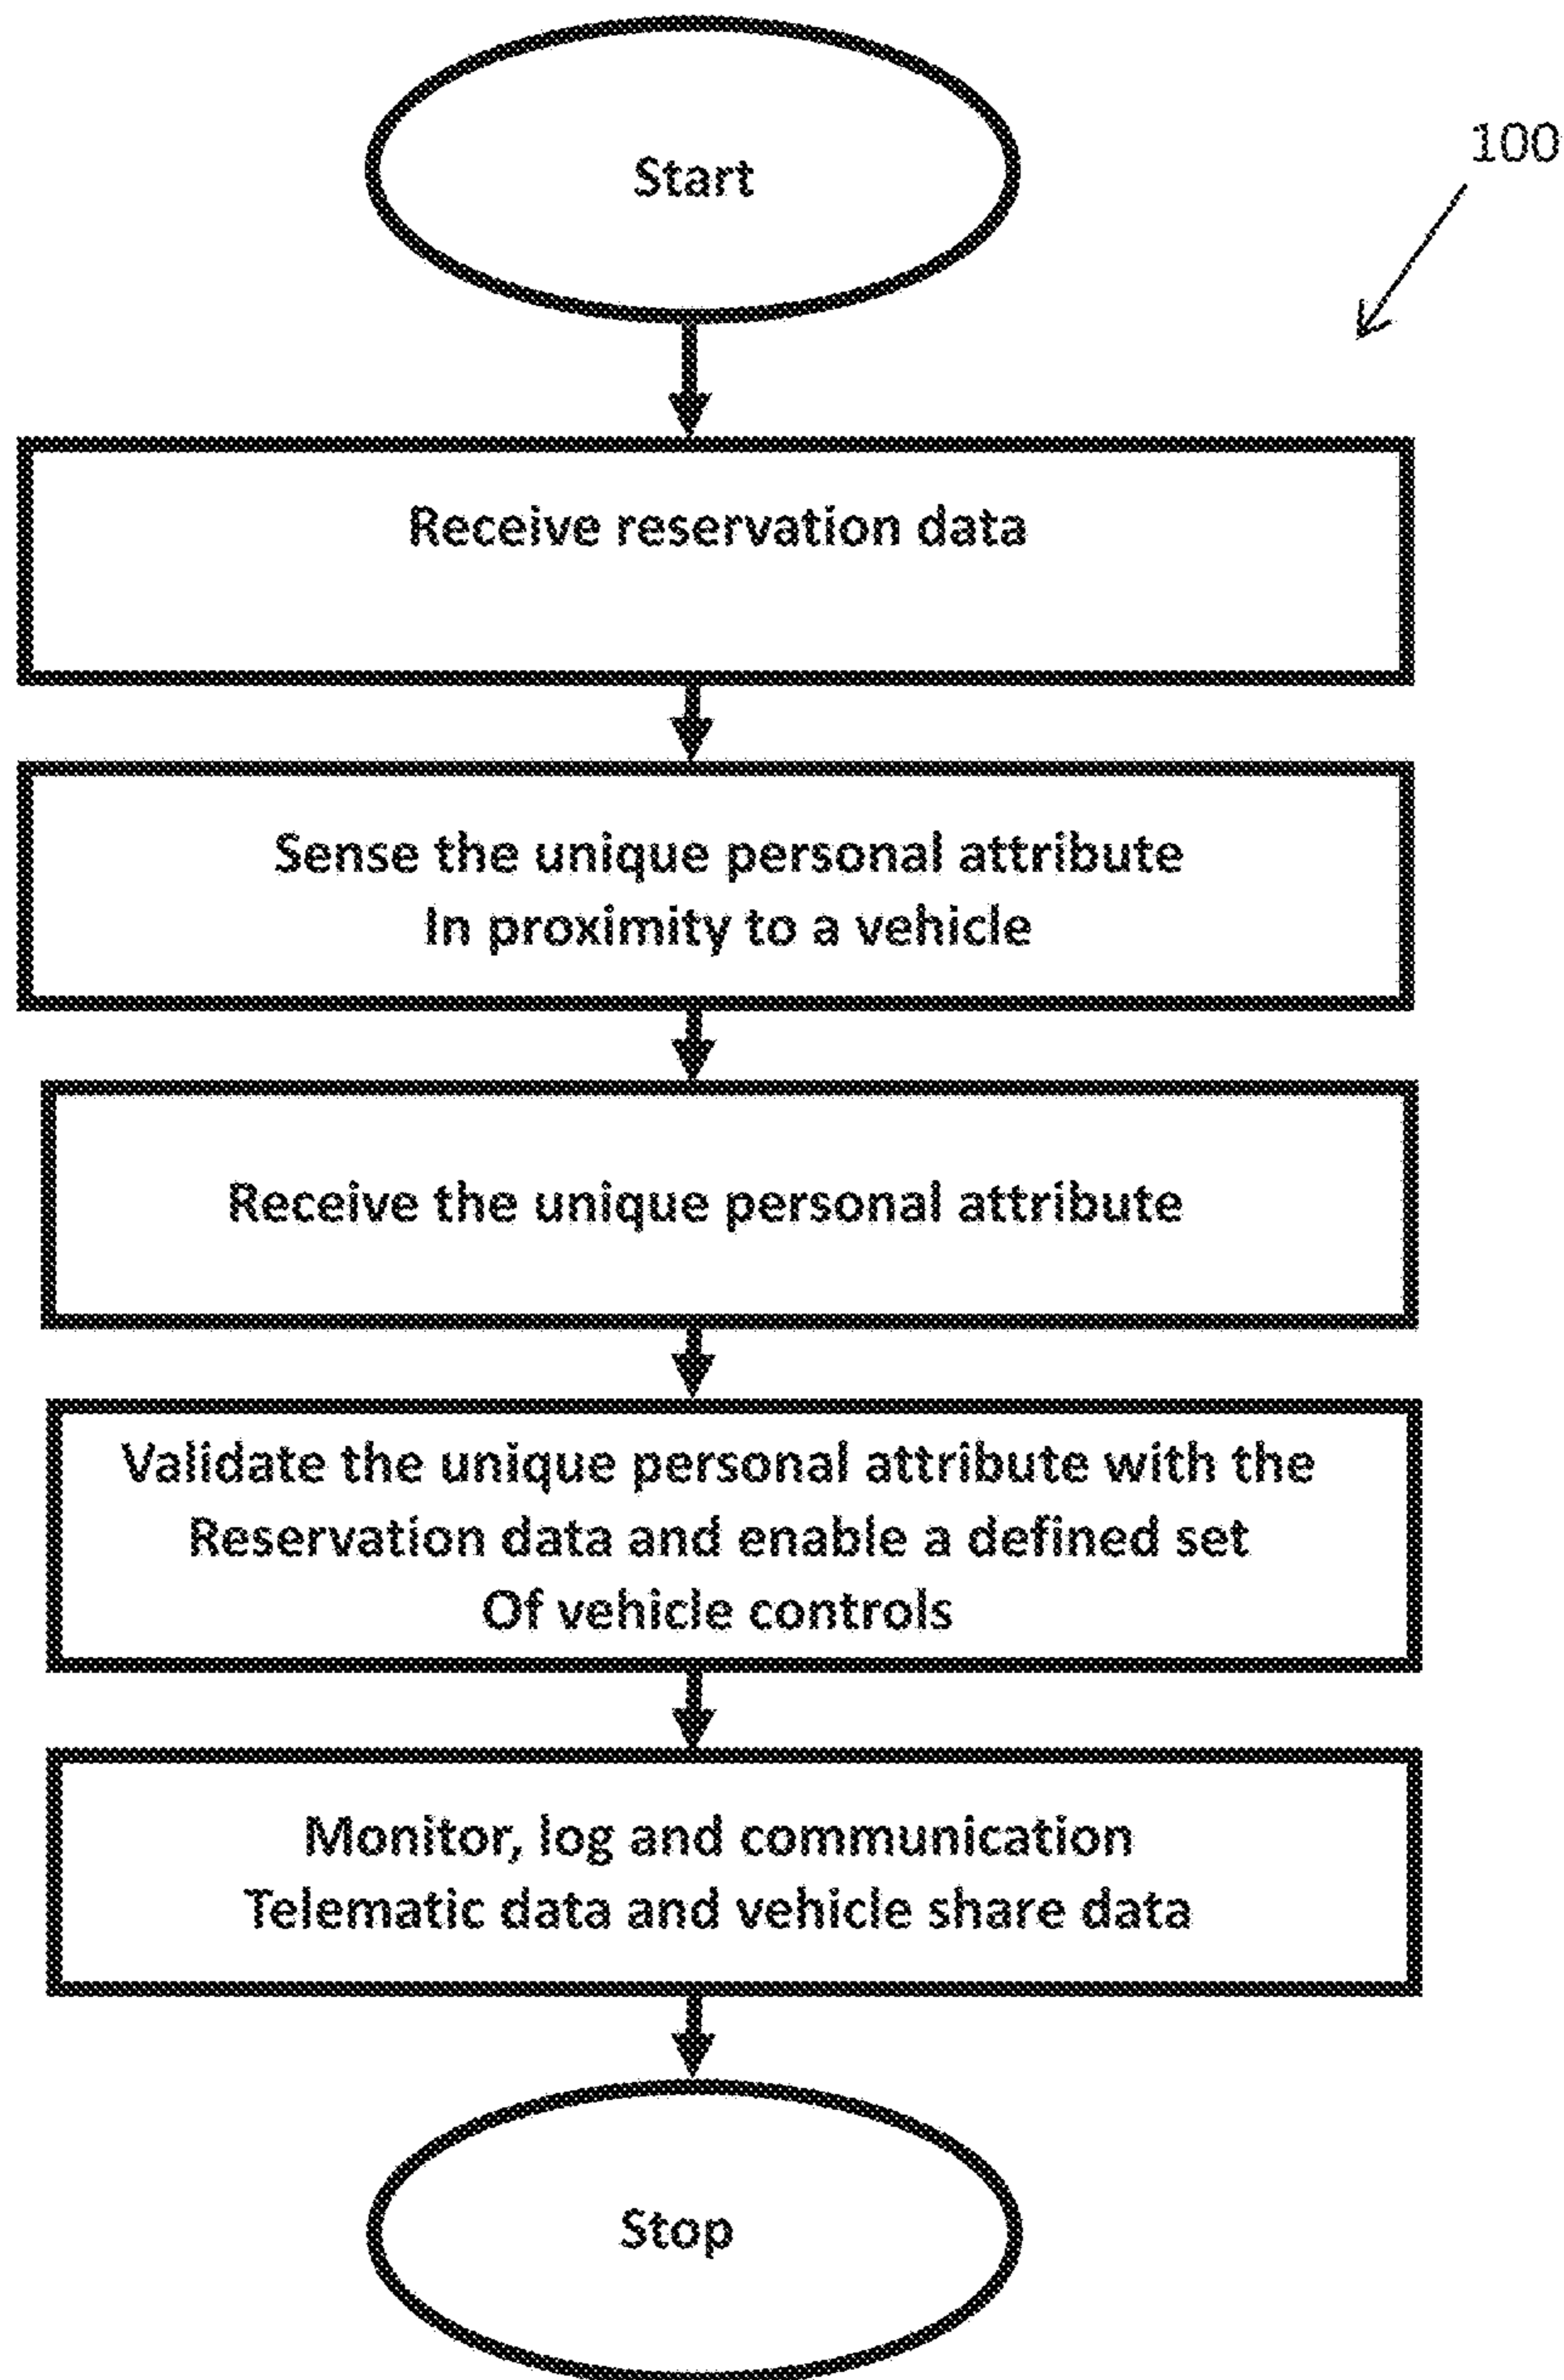 Start
100
Receive reservation data
Sense the unique personal attribute
In proximity to a vehicle
Receive the unique personal attribute
Validate the unique personal attribute with the
Reservation data and enable a defined set
Of vehicle controls
Monitor, log and communication
Telematic data and vehicle share data
Stop